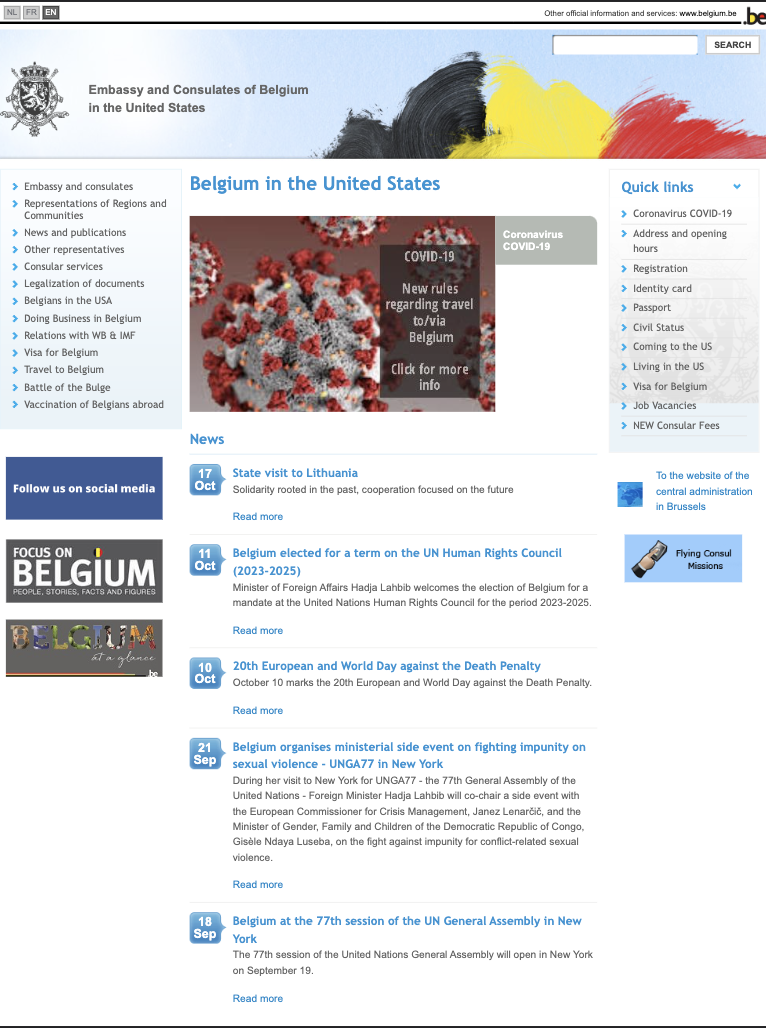 NL FR EN
Other official information and services: www.belgium.be
.be
SEARCH
Embassy and Consulates of Belgium
in the United States
Embassy and consulates
Representations of Regions and
Communities
News and publications
Other representatives
Consular services
Legalization of documents
Belgians in the USA
Doing Business in Belgium
Relations with WB & IMF
Visa for Belgium
Travel to Belgium
Battle of the Bulge
Vaccination of Belgians abroad
Follow us on social media
FOCUS ON
BELGIUM
PEOPLE, STORIES, FACTS AND FIGURES
BELGIUM
at a glance
.be
Belgium in the United States
COVID-19
New rules
regarding travel
to/via
Belgium
Click for more
info
Coronavirus
COVID-19
News
17
Oct
State visit to Lithuania
Solidarity rooted in the past, cooperation focused on the future
Read more
11
Oct
Belgium elected for a term on the UN Human Rights Council
(2023-2025)
Minister of Foreign Affairs Hadja Lahbib welcomes the election of Belgium for a
mandate at the United Nations Human Rights Council for the period 2023-2025.
Read more
10
Oct
20th European and World Day against the Death Penalty
October 10 marks the 20th European and World Day against the Death Penalty.
Read more
21
Sep
Belgium organises ministerial side event on fighting impunity on
sexual violence - UNGA77 in New York
During her visit to New York for UNGA77 - the 77th General Assembly of the
United Nations - Foreign Minister Hadja Lahbib will co-chair a side event with
the European Commissioner for Crisis Management, Janez Lenarčič, and the
Minister of Gender, Family and Children of the Democratic Republic of Congo,
Gisèle Ndaya Luseba, on the fight against impunity for conflict-related sexual
violence.
Read more
18
Sep
Belgium at the 77th session of the UN General Assembly in New
York
The 77th session of the United Nations General Assembly will open in New York
on September 19.
Read more
Quick links
Coronavirus COVID-19
Address and opening
hours
Registration
Identity card
Passport
Civil Status
Coming to the US
Living in the US
Visa for Belgium
Job Vacancies
NEW Consular Fees
To the website of the
central administration
in Brussels
Flying Consul
Missions